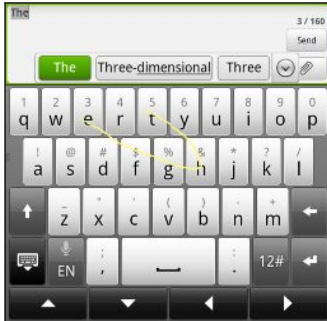 The
3 / 160
Send
The Three-dimensional Three
1 2 3 4 5 6 7 8 9 0
q w e r t y u i o p
! @ # $ % & * ? /
a s d f g h j k l
( ) - +
z x c v b n m
EN ; , : . 12#